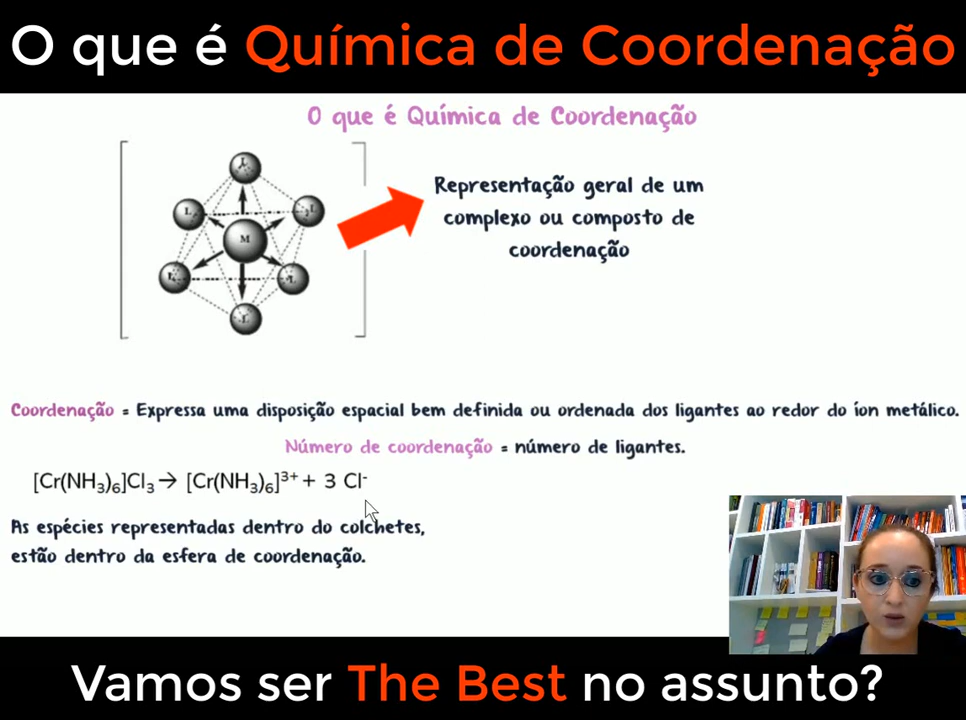 O que é Química de Coordenação
O que é Química de Coordenação
L
L
L
M
L
L
L
Representação geral de um
complexo ou composto de
coordenação
Coordenação = Expressa uma disposição espacial bem definida ou ordenada dos ligantes ao redor do íon metálico.
Número de coordenação = número de ligantes.
[Cr(NH₃)₆]Cl₃ → [Cr(NH₃)₆]³⁺ + 3 Cl⁻
As espécies representadas dentro do colchetes,
estão dentro da esfera de coordenação.
Vamos ser The Best no assunto?